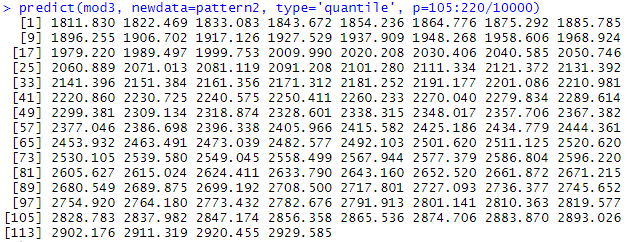 > predict(mod3, newdata=pattern2, type='quantile', p=105:220/10000)
[1] 1811.830 1822.469 1833.083 1843.672 1854.236 1864.776 1875.292 1885.785
[9] 1896.255 1906.702 1917.126 1927.529 1937.909 1948.268 1958.606 1968.924
[17] 1979.220 1989.497 1999.753 2009.990 2020.208 2030.406 2040.585 2050.746
[25] 2060.889 2071.013 2081.119 2091.208 2101.280 2111.334 2121.372 2131.392
[33] 2141.396 2151.384 2161.356 2171.312 2181.252 2191.177 2201.086 2210.981
[41] 2220.860 2230.725 2240.575 2250.411 2260.233 2270.040 2279.834 2289.614
[49] 2299.381 2309.134 2318.874 2328.601 2338.315 2348.017 2357.706 2367.382
[57] 2377.046 2386.698 2396.338 2405.966 2415.582 2425.186 2434.779 2444.361
[65] 2453.932 2463.491 2473.039 2482.577 2492.103 2501.620 2511.125 2520.620
[73] 2530.105 2539.580 2549.045 2558.499 2567.944 2577.379 2586.804 2596.220
[81] 2605.627 2615.024 2624.411 2633.790 2643.160 2652.520 2661.872 2671.215
[89] 2680.549 2689.875 2699.192 2708.500 2717.801 2727.093 2736.377 2745.652
[97] 2754.920 2764.180 2773.432 2782.676 2791.913 2801.141 2810.363 2819.577
[105] 2828.783 2837.982 2847.174 2856.358 2865.536 2874.706 2883.870 2893.026
[113] 2902.176 2911.319 2920.455 2929.585